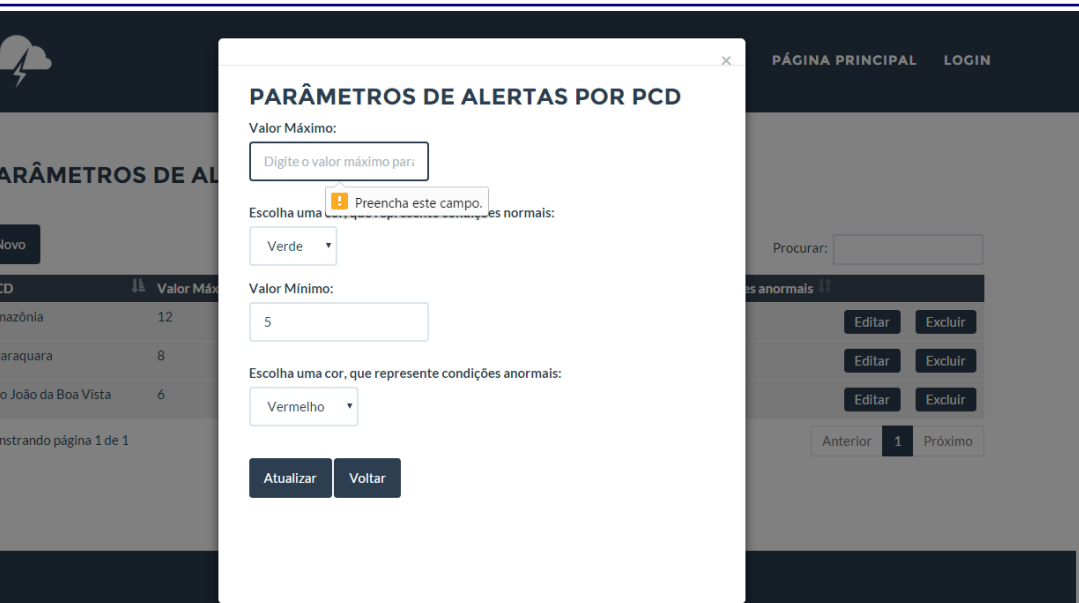 PÁGINA PRINCIPAL LOGIN
PARÂMETROS DE ALERTAS POR PCD
Valor Máximo:
Digite o valor máximo para
Preencha este campo.
Escolha uma cor, que represente condições normais:
Verde
Valor Mínimo:
5
Escolha uma cor, que represente condições anormais:
Vermelho
Atualizar Voltar
ARÂMETROS DE AL
Novo
Procurar:
CD Valor Máx es anormais
mazônia 12 Editar Excluir
araquara 8 Editar Excluir
o João da Boa Vista 6 Editar Excluir
nstrando página 1 de 1
Anterior 1 Próximo